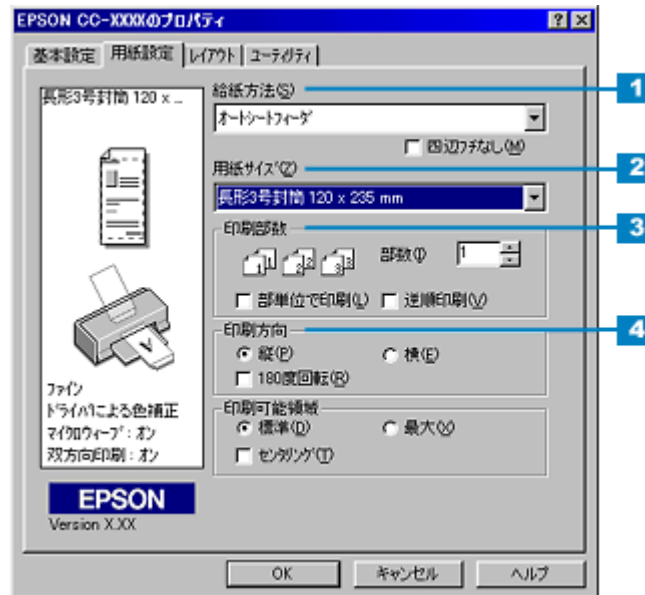 EPSON CC-XXXXのプロパティ
基本設定 用紙設定 レイアウト ユーティリティ
長形3号封筒 120 x ...
ファイン
ドライバによる色補正
マイクロウィーブ：オン
双方向印刷：オン
EPSON
Version X.XX
給紙方法(S)
オートシートフィーダ
四辺フチなし(M)
用紙サイズ(Z)
長形3号封筒 120 x 235 mm
印刷部数
1 1 2 2 3 3
部数(I) 1
部単位で印刷(L) 逆順印刷(V)
印刷方向
縦(P) 横(E)
180度回転(R)
印刷可能領域
標準(D) 最大(X)
センタリング(T)
OK キャンセル ヘルプ
1
2
3
4